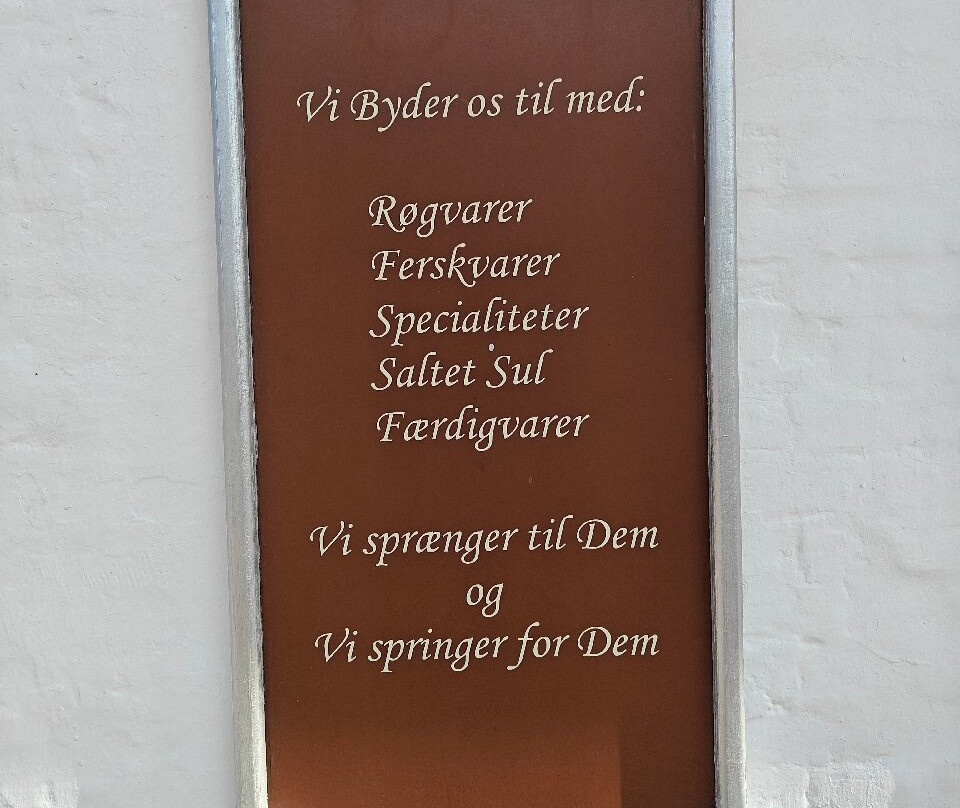 Vi Byder os til med:
Røgvarer
Ferskvarer
Specialiteter
Saltet Sul
Færdigvarer
Vi sprænger til Dem
og
Vi springer for Dem